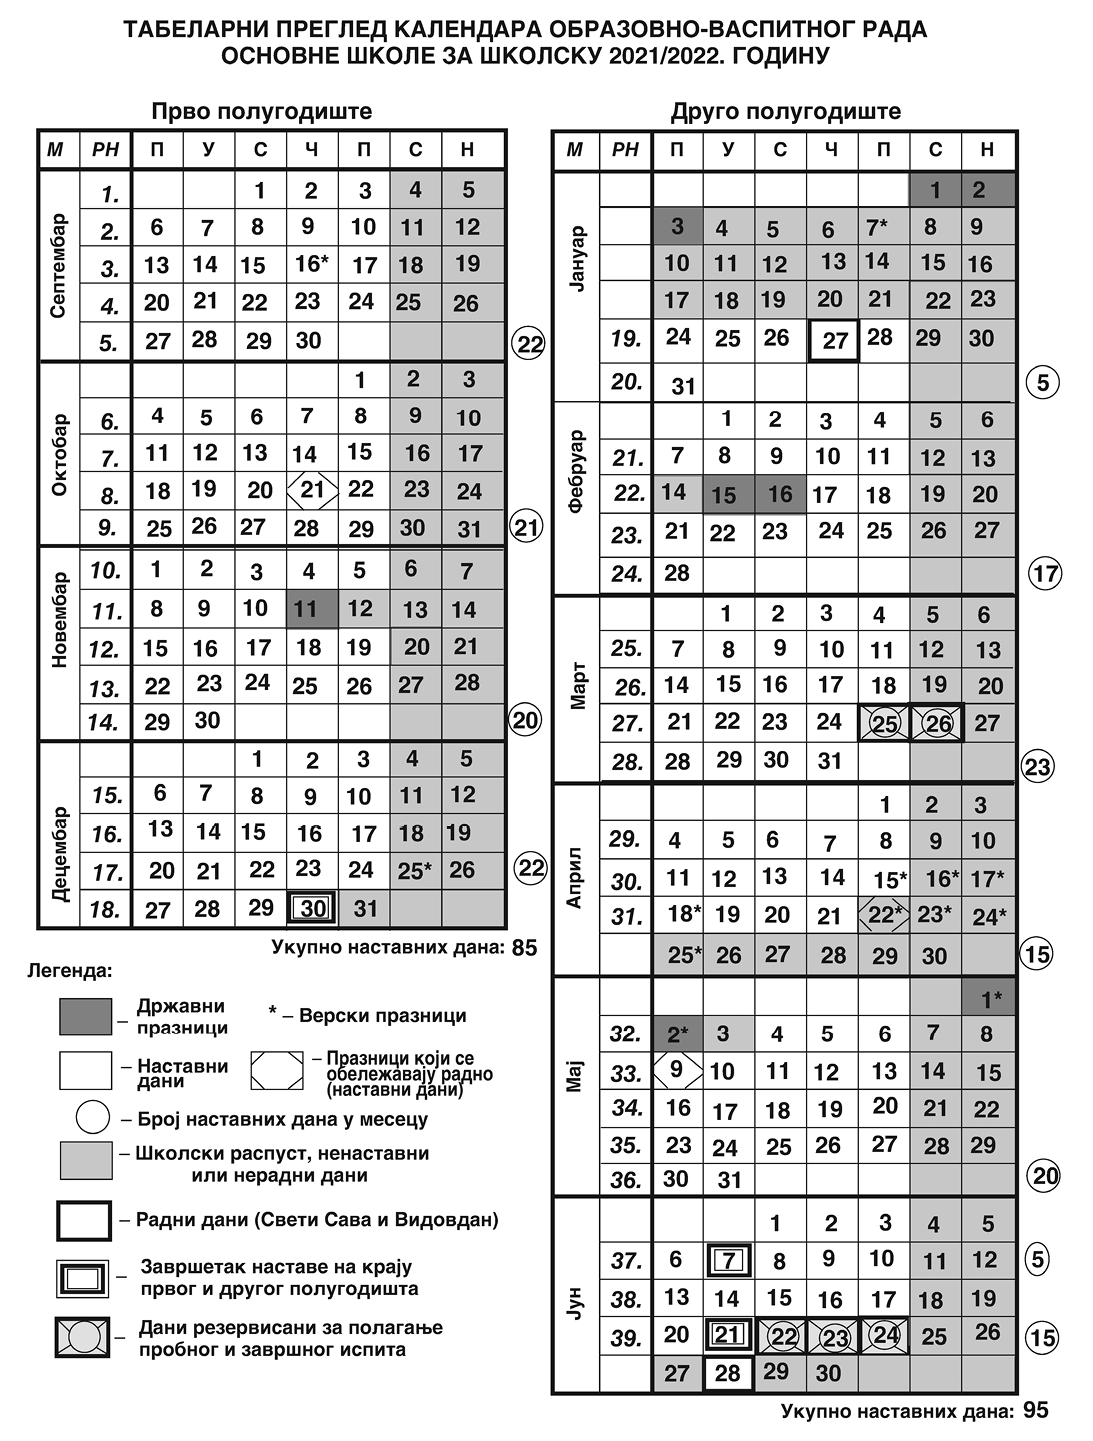 ТАБЕЛАРНИ ПРЕГЛЕД КАЛЕНДАРА ОБРАЗОВНО-ВАСПИТНОГ РАДА
ОСНОВНЕ ШКОЛЕ ЗА ШКОЛСКУ 2021/2022. ГОДИНУ
Прво полугодиште
М РН П У С Ч П С Н
Септембар
1. 1 2 3 4 5
2. 6 7 8 9 10 11 12
3. 13 14 15 16* 17 18 19
4. 20 21 22 23 24 25 26
5. 27 28 29 30
22
Октобар
1 2 3
6. 4 5 6 7 8 9 10
7. 11 12 13 14 15 16 17
8. 18 19 20 21 22 23 24
9. 25 26 27 28 29 30 31
21
Новембар
10. 1 2 3 4 5 6 7
11. 8 9 10 11 12 13 14
12. 15 16 17 18 19 20 21
13. 22 23 24 25 26 27 28
14. 29 30
20
Децембар
1 2 3 4 5
15. 6 7 8 9 10 11 12
16. 13 14 15 16 17 18 19
17. 20 21 22 23 24 25* 26
22
18. 27 28 29 30 31
Укупно наставних дана: 85
Легенда:
– Државни
празници
* – Верски празници
– Наставни
дани
– Празници који се
обележавају радно
(наставни дани)
– Број наставних дана у месецу
– Школски распуст, ненаставни
или нерадни дани
– Радни дани (Свети Сава и Видовдан)
– Завршетак наставе на крају
првог и другог полугодишта
– Дани резервисани за полагање
пробног и завршног испита
Друго полугодиште
М РН П У С Ч П С Н
Јануар
1 2
3 4 5 6 7* 8 9
10 11 12 13 14 15 16
17 18 19 20 21 22 23
19. 24 25 26 27 28 29 30
20. 31
5
Фебруар
1 2 3 4 5 6
21. 7 8 9 10 11 12 13
22. 14 15 16 17 18 19 20
23. 21 22 23 24 25 26 27
24. 28
17
Март
1 2 3 4 5 6
25. 7 8 9 10 11 12 13
26. 14 15 16 17 18 19 20
27. 21 22 23 24 25 26 27
28. 28 29 30 31
23
Април
1 2 3
29. 4 5 6 7 8 9 10
30. 11 12 13 14 15* 16* 17*
31. 18* 19 20 21 22* 23* 24*
25* 26 27 28 29 30
15
Мај
1*
32. 2* 3 4 5 6 7 8
33. 9 10 11 12 13 14 15
34. 16 17 18 19 20 21 22
35. 23 24 25 26 27 28 29
36. 30 31
20
Јун
1 2 3 4 5
37. 6 7 8 9 10 11 12
5
38. 13 14 15 16 17 18 19
39. 20 21 22 23 24 25 26
15
27 28 29 30
Укупно наставних дана: 95